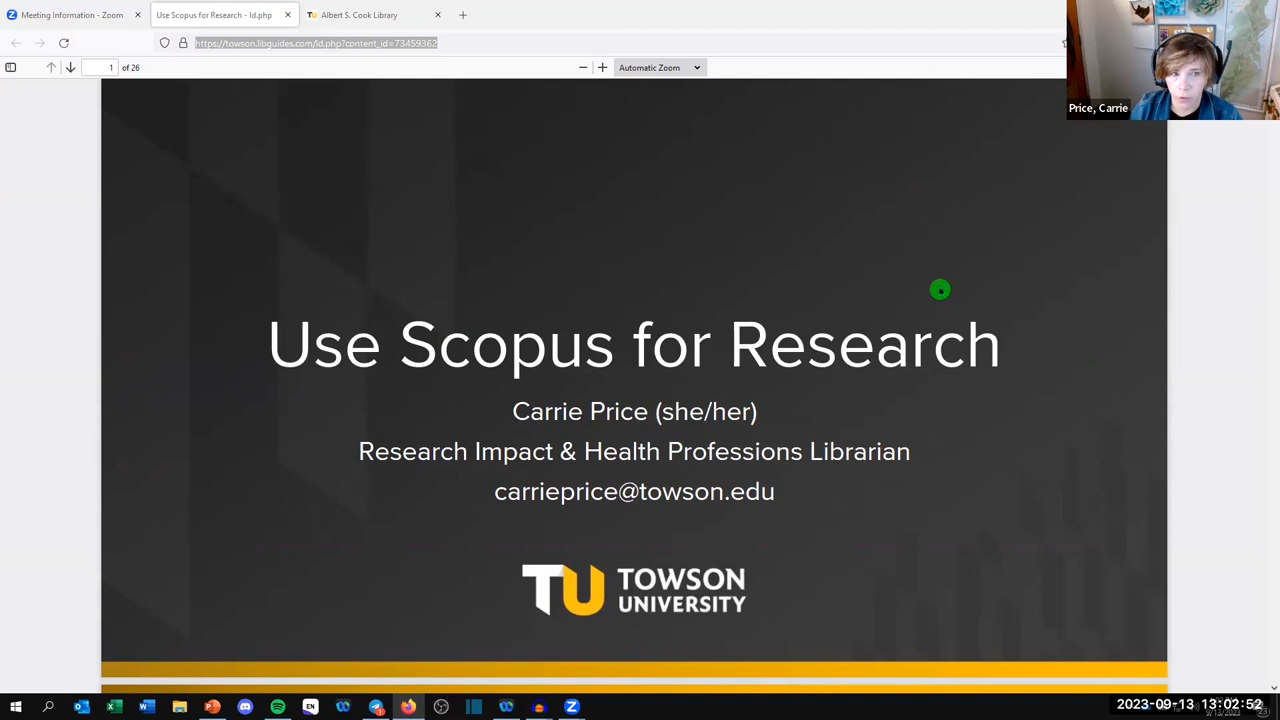 Meeting Information - Zoom
Use Scopus for Research - ld.php
Albert S. Cook Library
https://towson.libguides.com/ld.php?content_id=73459362
1 of 26
Automatic Zoom
Price, Carrie
Use Scopus for Research
Carrie Price (she/her)
Research Impact & Health Professions Librarian
carrieprice@towson.edu
TU TOWSON
UNIVERSITY
2023-09-13 13:02:52